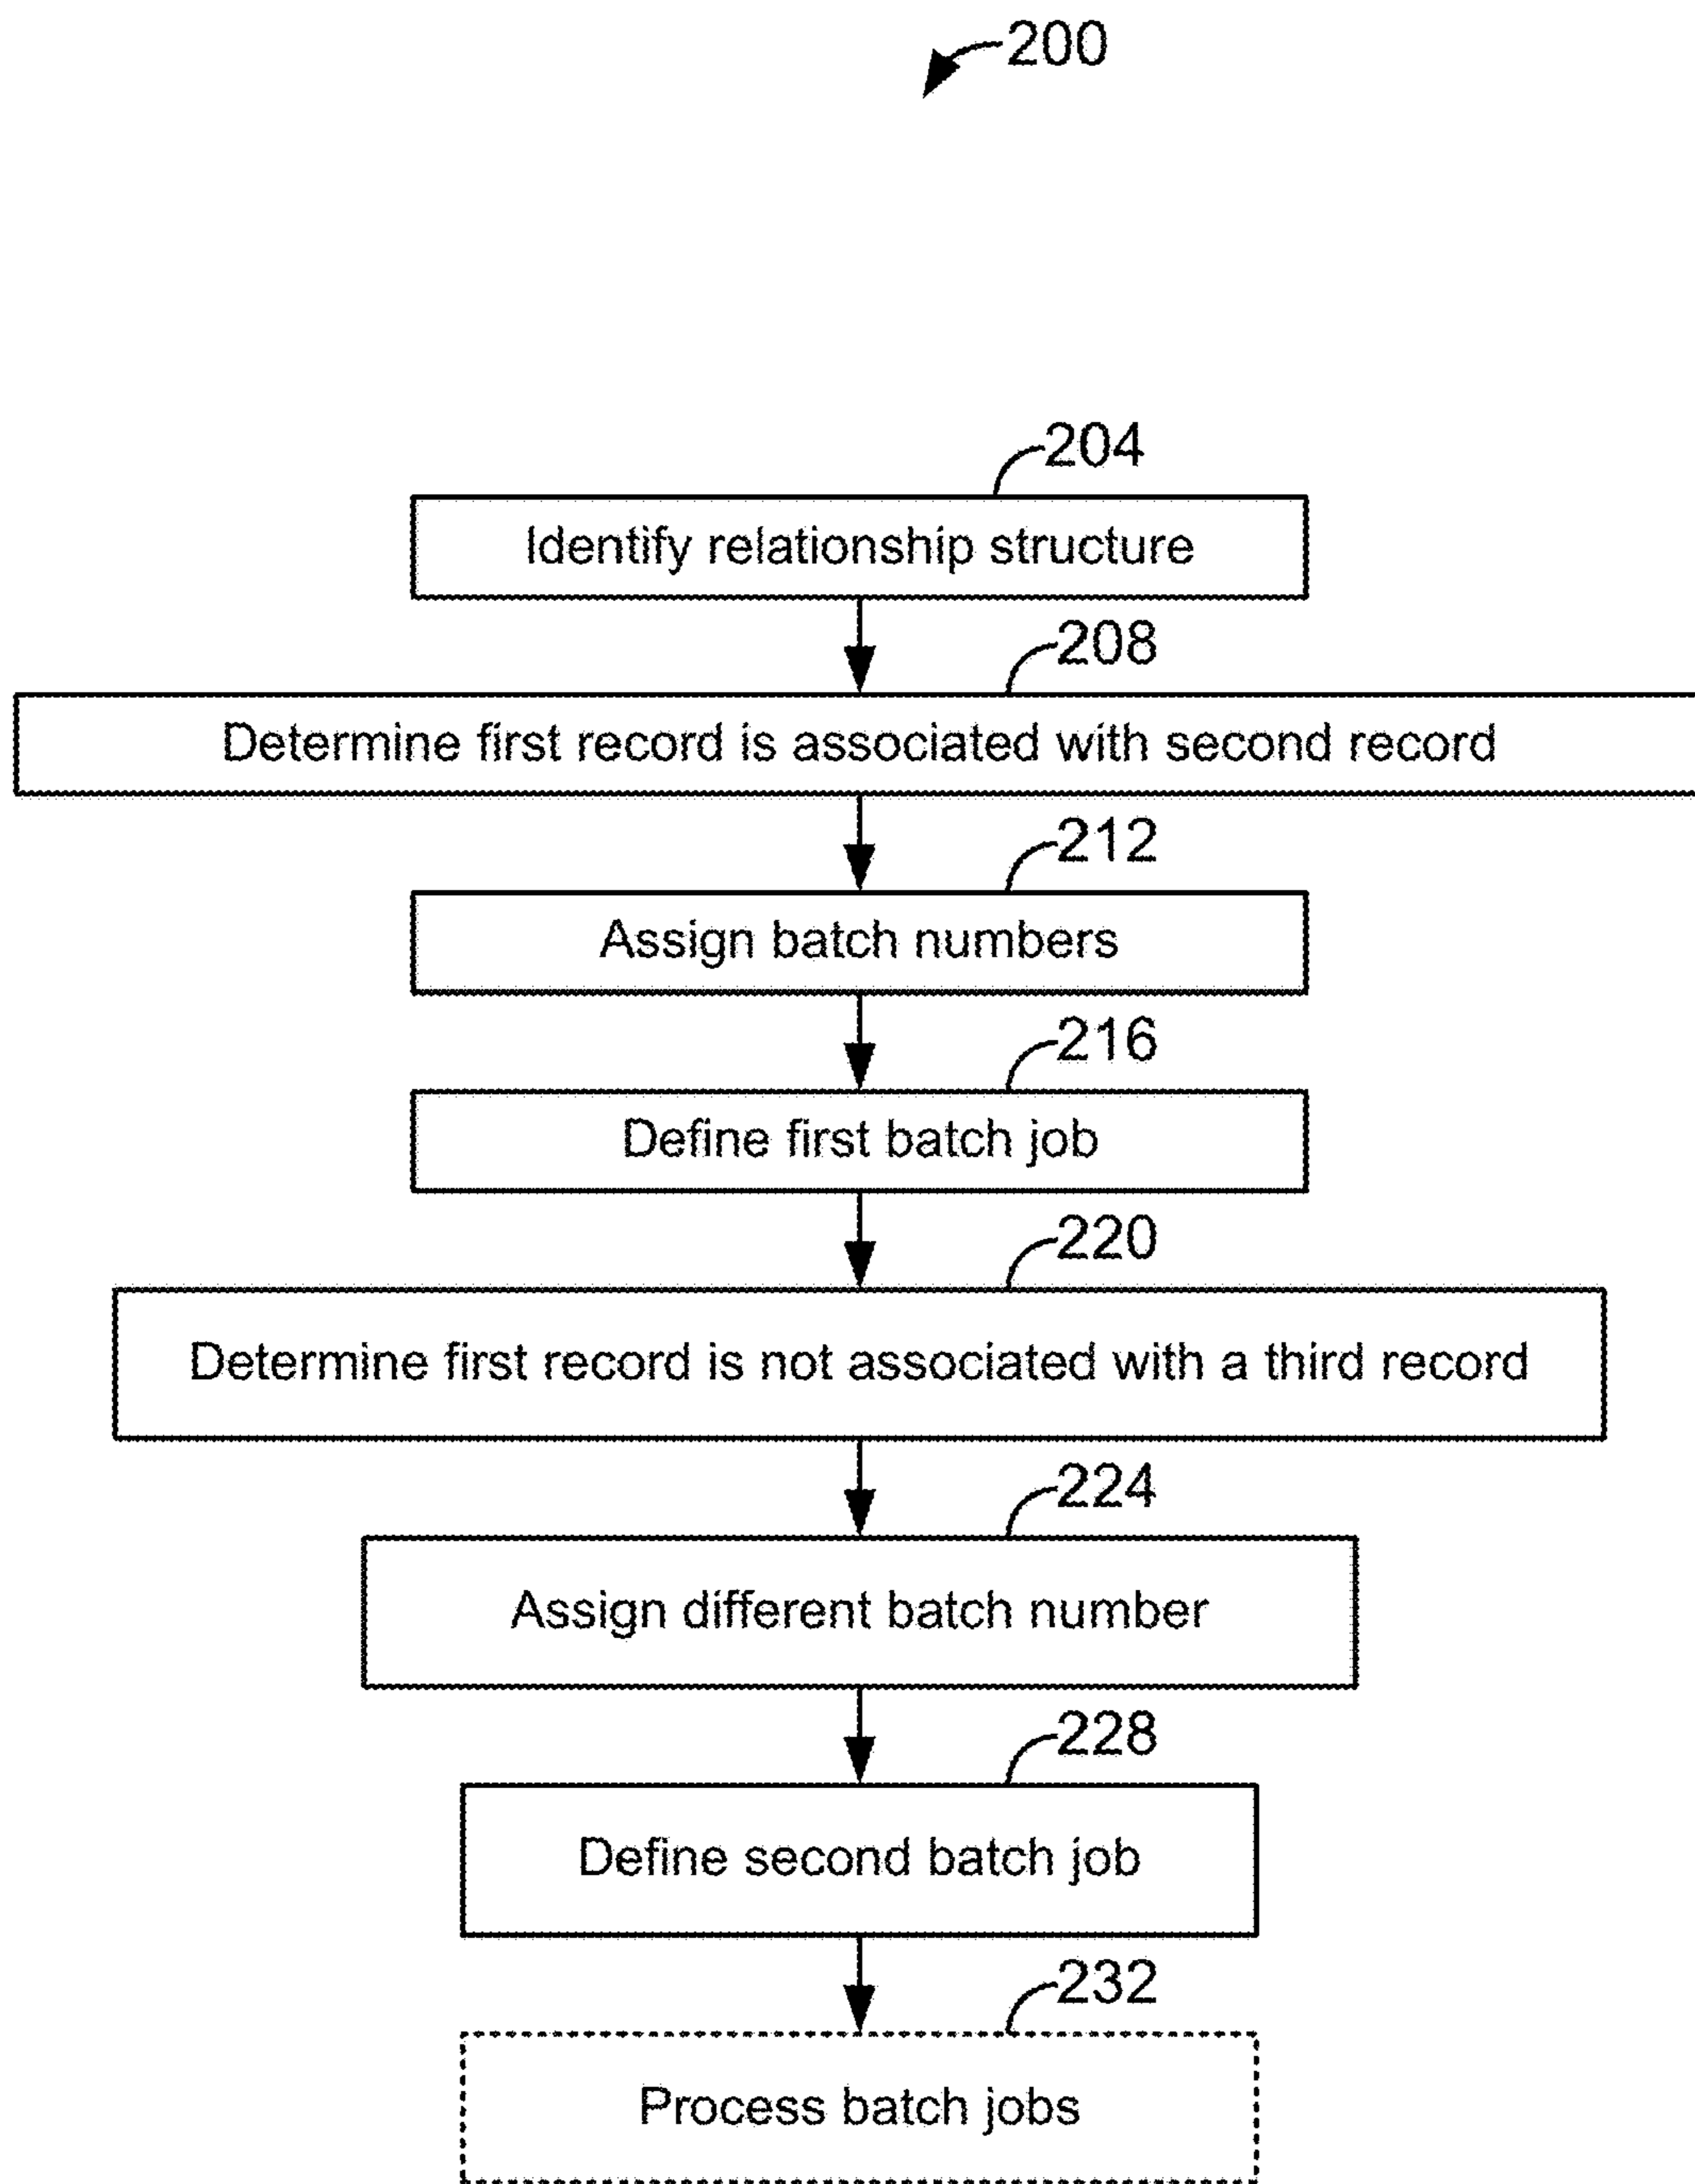 200
204
Identify relationship structure
208
Determine first record is associated with second record
212
Assign batch numbers
216
Define first batch job
220
Determine first record is not associated with a third record
224
Assign different batch number
228
Define second batch job
232
Process batch jobs